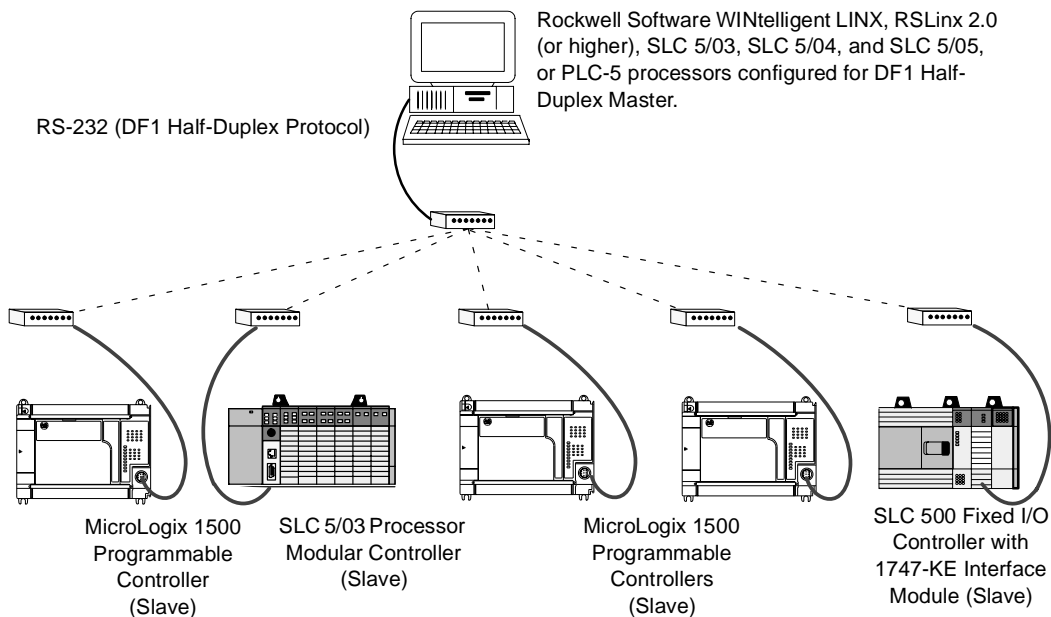 Rockwell Software WINtelligent LINX, RSLinx 2.0
(or higher), SLC 5/03, SLC 5/04, and SLC 5/05,
or PLC-5 processors configured for DF1 Half-
Duplex Master.
RS-232 (DF1 Half-Duplex Protocol)
MicroLogix 1500
Programmable
Controller
(Slave)
SLC 5/03 Processor
Modular Controller
(Slave)
MicroLogix 1500
Programmable
Controllers
(Slave)
SLC 500 Fixed I/O
Controller with
1747-KE Interface
Module (Slave)